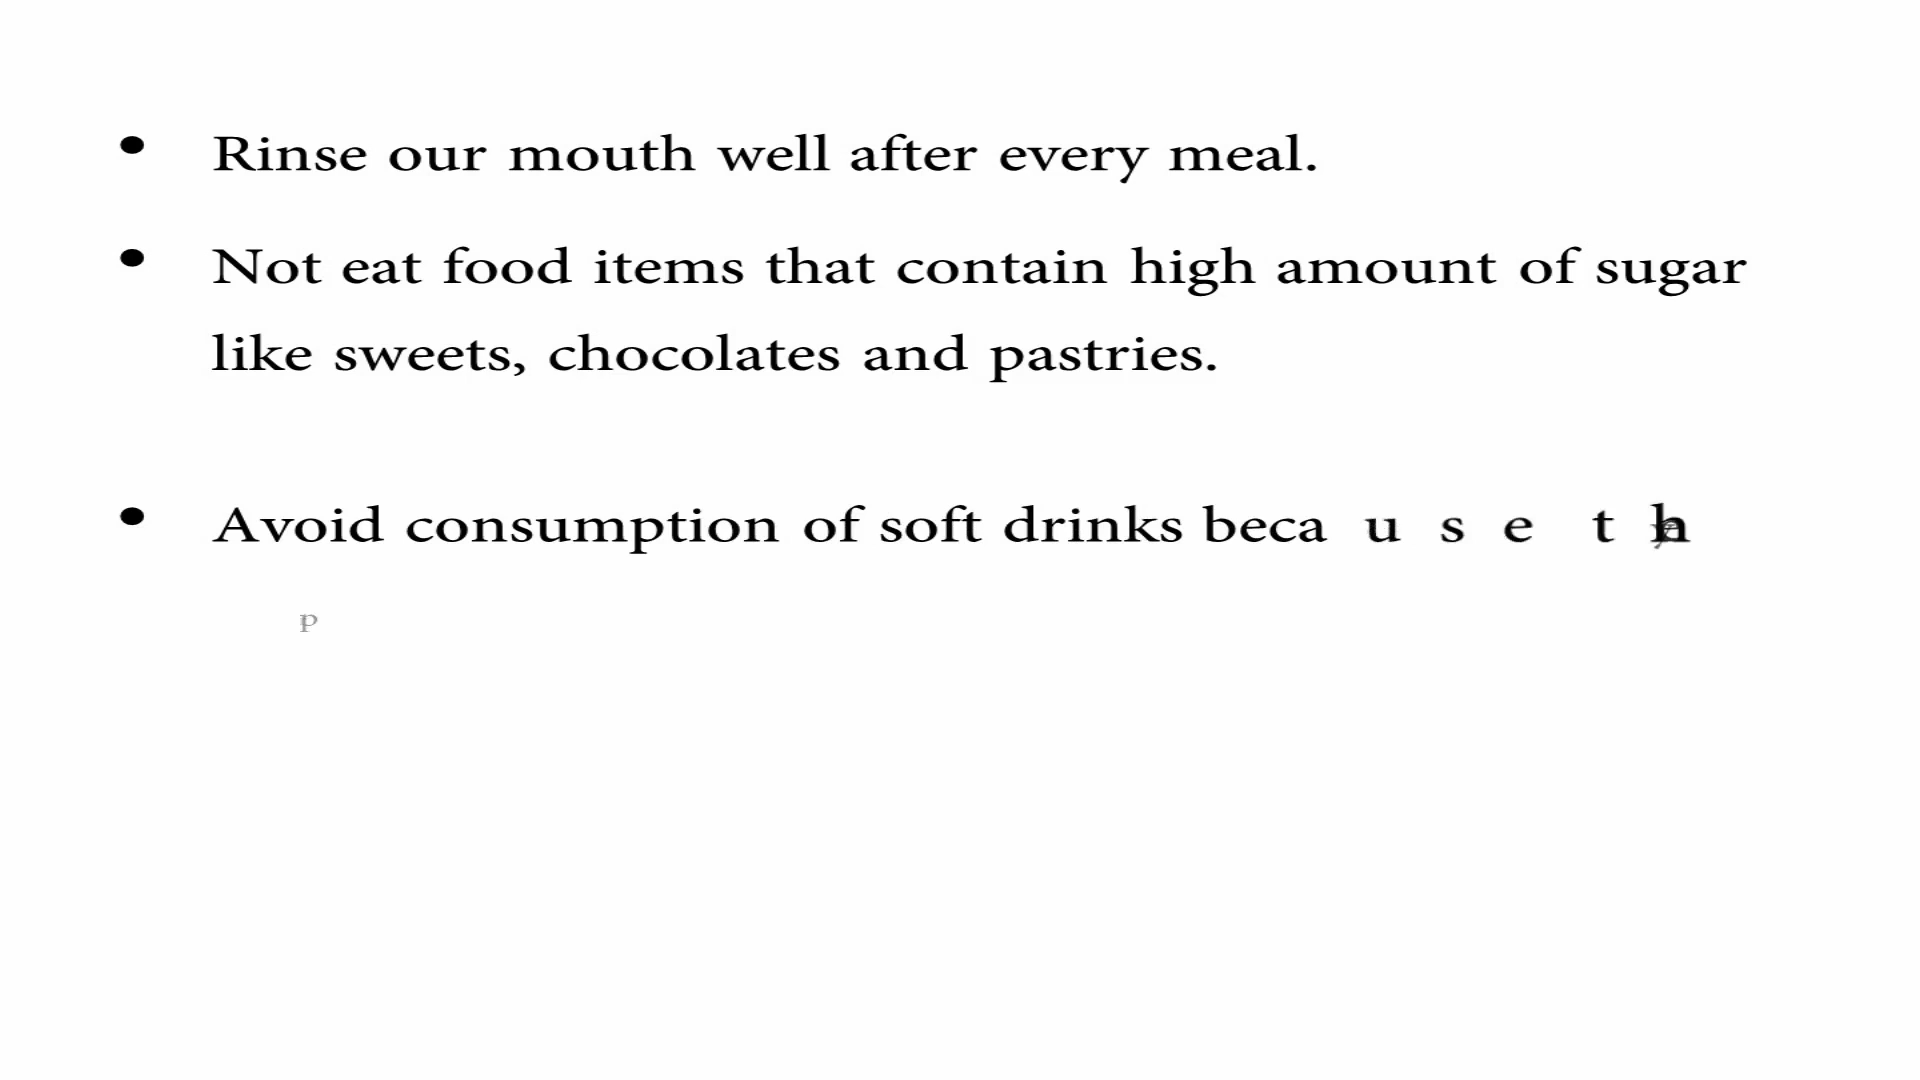 • Rinse our mouth well after every meal.
• Not eat food items that contain high amount of sugar
like sweets, chocolates and pastries.
• Avoid consumption of soft drinks because